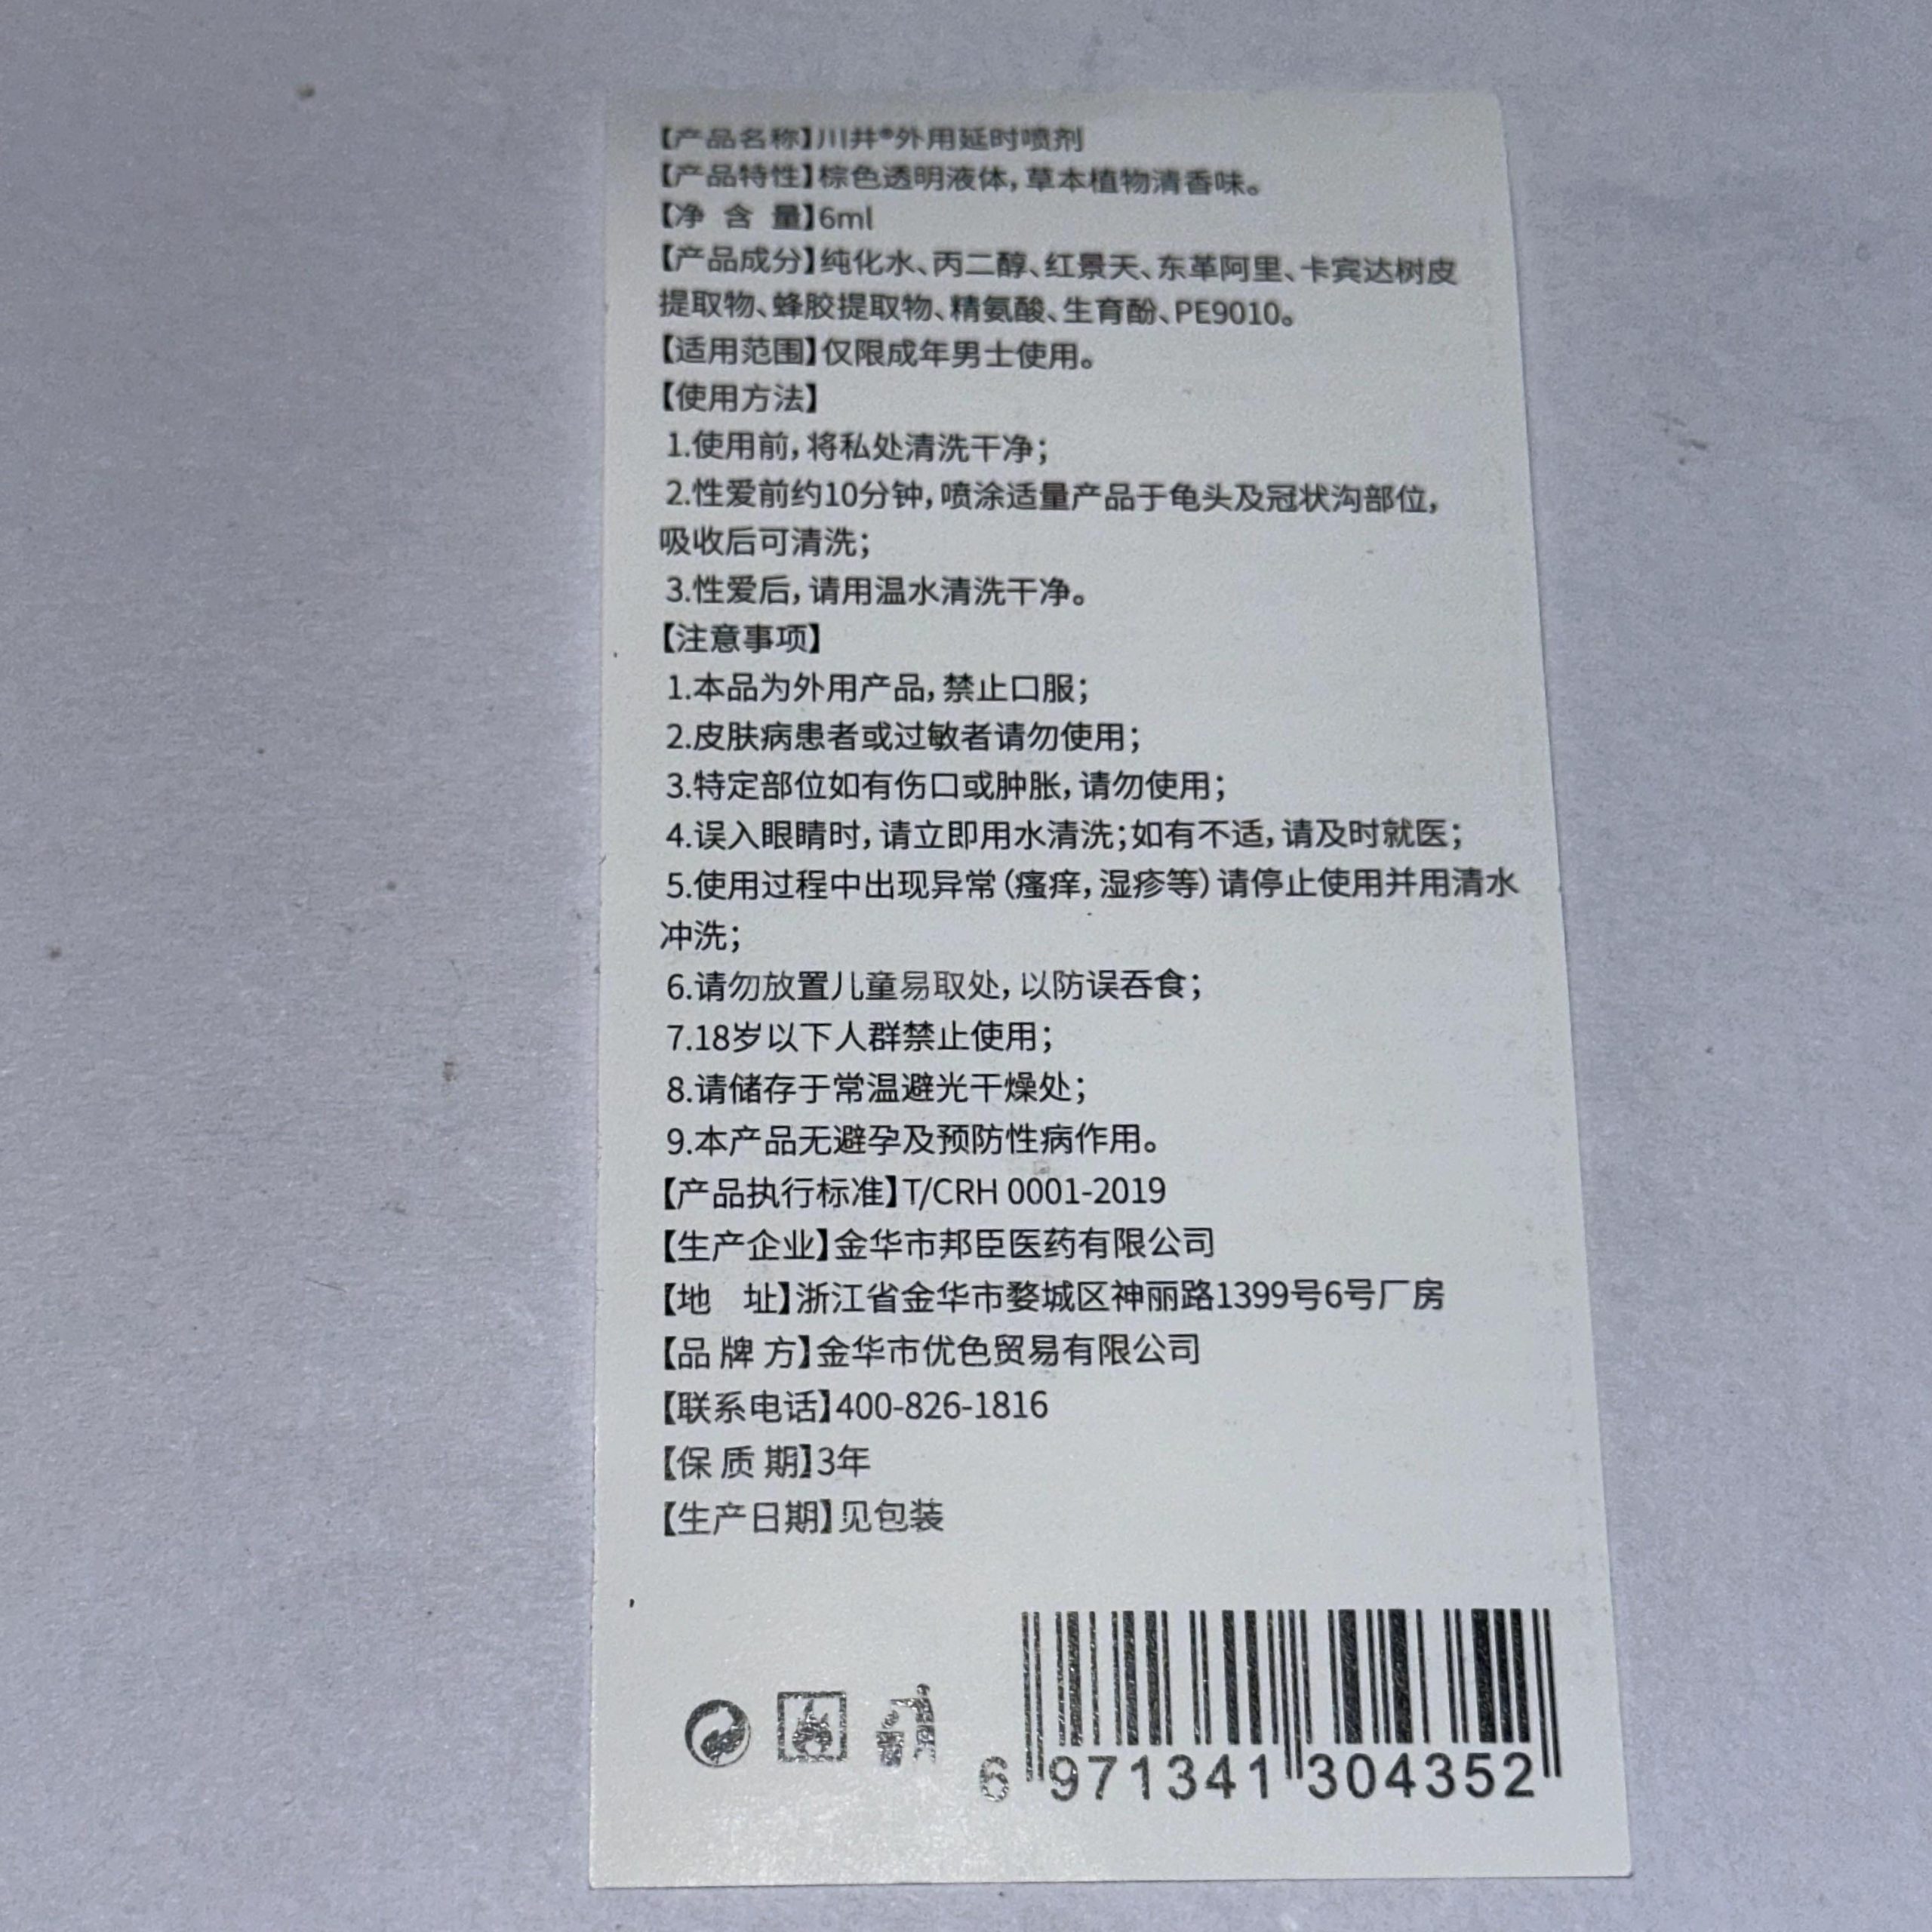 【产品名称】川井®外用延时喷剂
【产品特性】棕色透明液体，草本植物清香味。
【净 含 量】6ml
【产品成分】纯化水、丙二醇、红景天、东革阿里、卡宾达树皮
提取物、蜂胶提取物、精氨酸、生育酚、PE9010。
【适用范围】仅限成年男士使用。
【使用方法】
1.使用前，将私处清洗干净；
2.性爱前约10分钟，喷涂适量产品于龟头及冠状沟部位，
吸收后可清洗；
3.性爱后，请用温水清洗干净。
【注意事项】
1.本品为外用产品，禁止口服；
2.皮肤病患者或过敏者请勿使用；
3.特定部位如有伤口或肿胀，请勿使用；
4.误入眼睛时，请立即用水清洗；如有不适，请及时就医；
5.使用过程中出现异常（瘙痒，湿疹等）请停止使用并用清水
冲洗；
6.请勿放置儿童易取处，以防误吞食；
7.18岁以下人群禁止使用；
8.请储存于常温避光干燥处；
9.本产品无避孕及预防性病作用。
【产品执行标准】T/CRH 0001-2019
【生产企业】金华市邦臣医药有限公司
【地 址】浙江省金华市婺城区神丽路1399号6号厂房
【品 牌 方】金华市优色贸易有限公司
【联系电话】400-826-1816
【保 质 期】3年
【生产日期】见包装
6 971341 304352